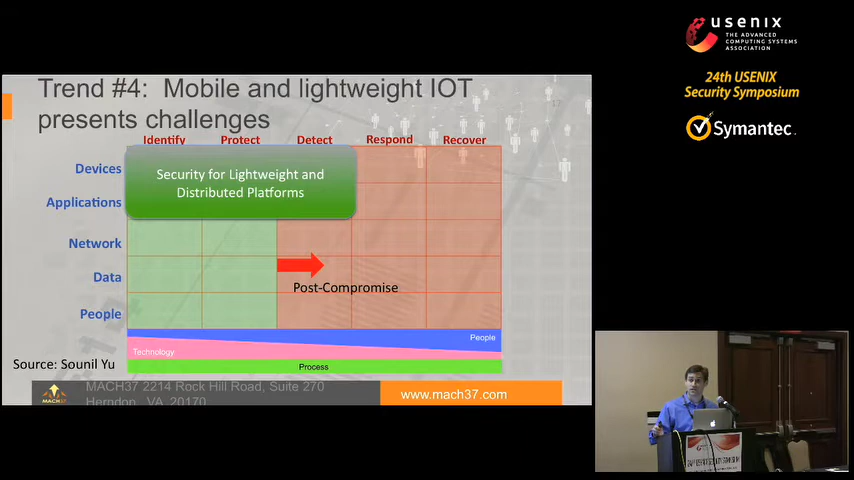 usenix
THE ADVANCED
COMPUTING SYSTEMS
ASSOCIATION
24th USENIX
Security Symposium
Symantec.
Trend #4: Mobile and lightweight IOT
presents challenges
17
Identify Protect Detect Respond Recover
Devices
Applications
Network
Data
People
Security for Lightweight and
Distributed Platforms
Post-Compromise
People
Technology
Process
Source: Sounil Yu
MACH37
MACH37 2214 Rock Hill Road, Suite 270
Herndon, VA 20170
www.mach37.com